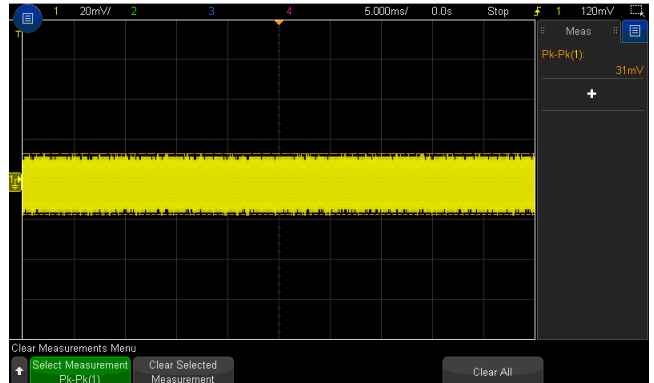 1 20mV/ 2 3 4 5.000ms/ 0.0s Stop 1 120mV
T
Meas
Pk-Pk(1):
31mV
+
1
Clear Measurements Menu
Select Measurement
Pk-Pk(1)
Clear Selected
Measurement
Clear All